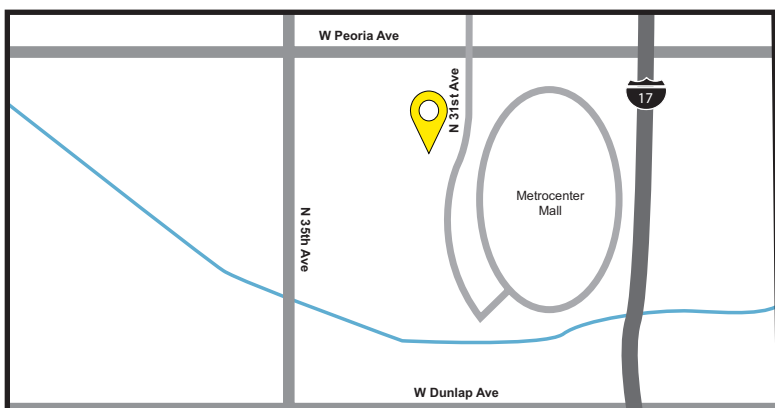 W Peoria Ave
N 31st Ave
17
Metrocenter
Mall
N 35th Ave
W Dunlap Ave